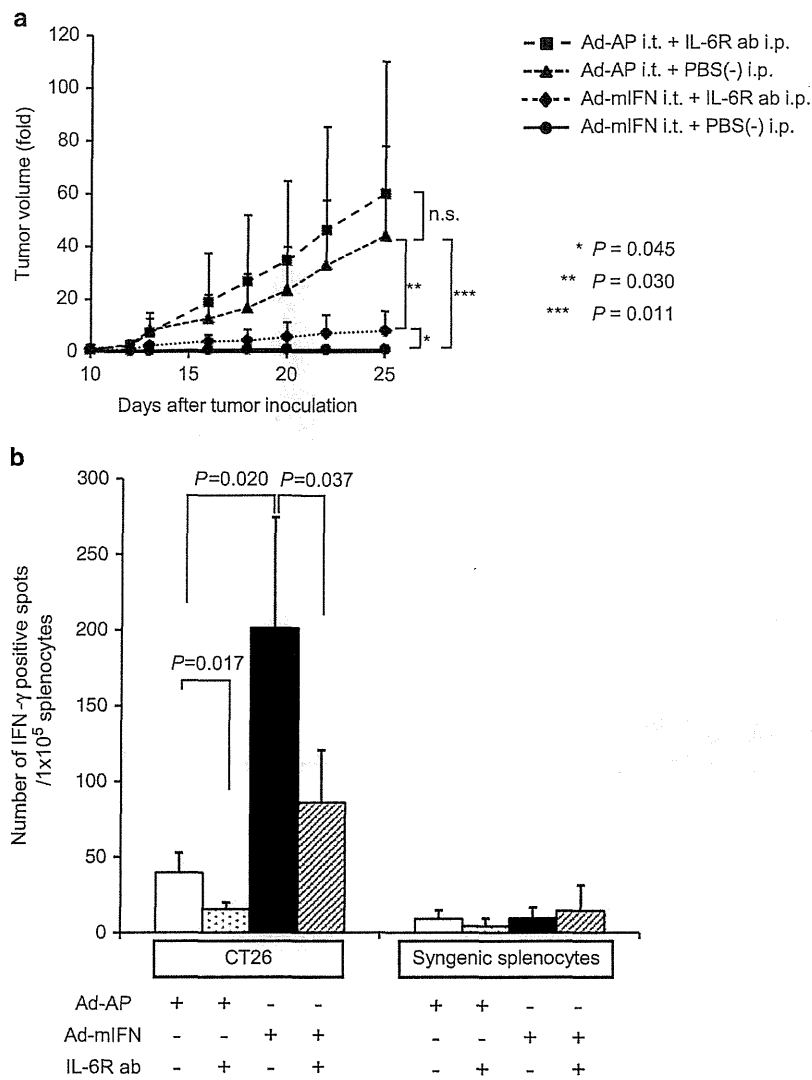 a
120
100
80
60
40
20
0
Tumor volume (fold)
10 15 20 25
Days after tumor inoculation
Ad-AP i.t. + IL-6R ab i.p.
Ad-AP i.t. + PBS(-) i.p.
Ad-mIFN i.t. + IL-6R ab i.p.
Ad-mIFN i.t. + PBS(-) i.p.
n.s.
**
***
*
* P = 0.045
** P = 0.030
*** P = 0.011
b
300
250
200
150
100
50
0
Number of IFN-γ positive spots
/1x10⁵ splenocytes
P=0.020 P=0.037
P=0.017
CT26 Syngenic splenocytes
Ad-AP + + - - + + - -
Ad-mIFN - - + + - - + +
IL-6R ab - + - + - + - +